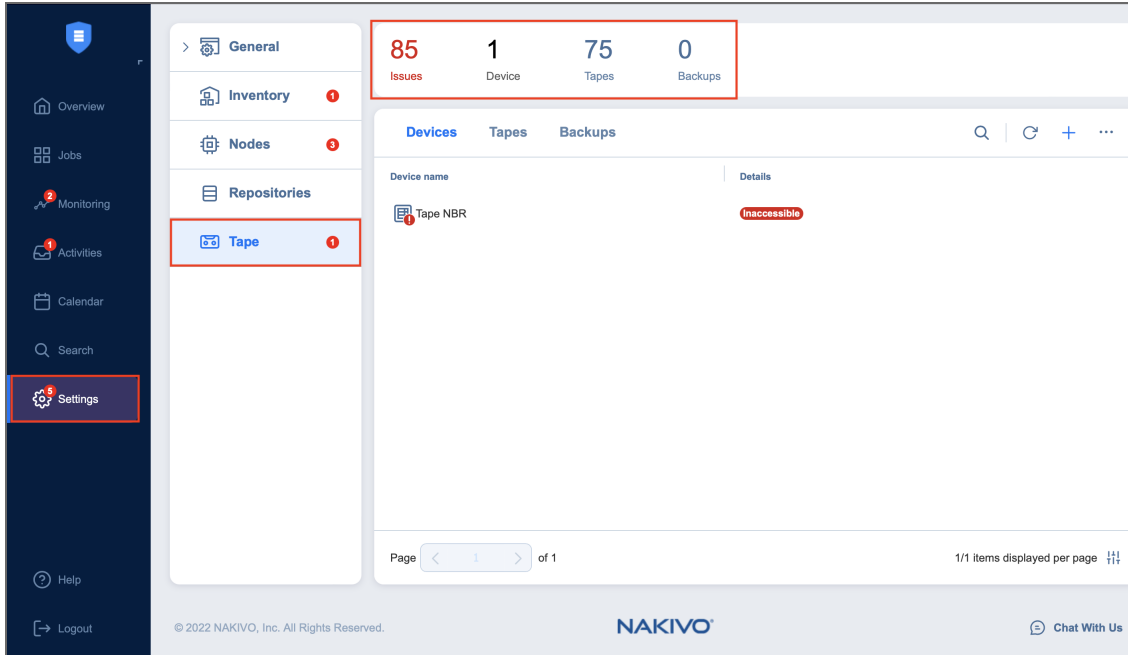 Overview
Jobs
2
Monitoring
1
Activities
Calendar
Search
5
Settings
Help
Logout
General
Inventory 1
Nodes 3
Repositories
Tape 1
85 1 75 0
Issues Device Tapes Backups
Devices Tapes Backups
Device name Details
Tape NBR Inaccessible
Page 1 of 1 1/1 items displayed per page
© 2022 NAKIVO, Inc. All Rights Reserved. NAKIVO® Chat With Us